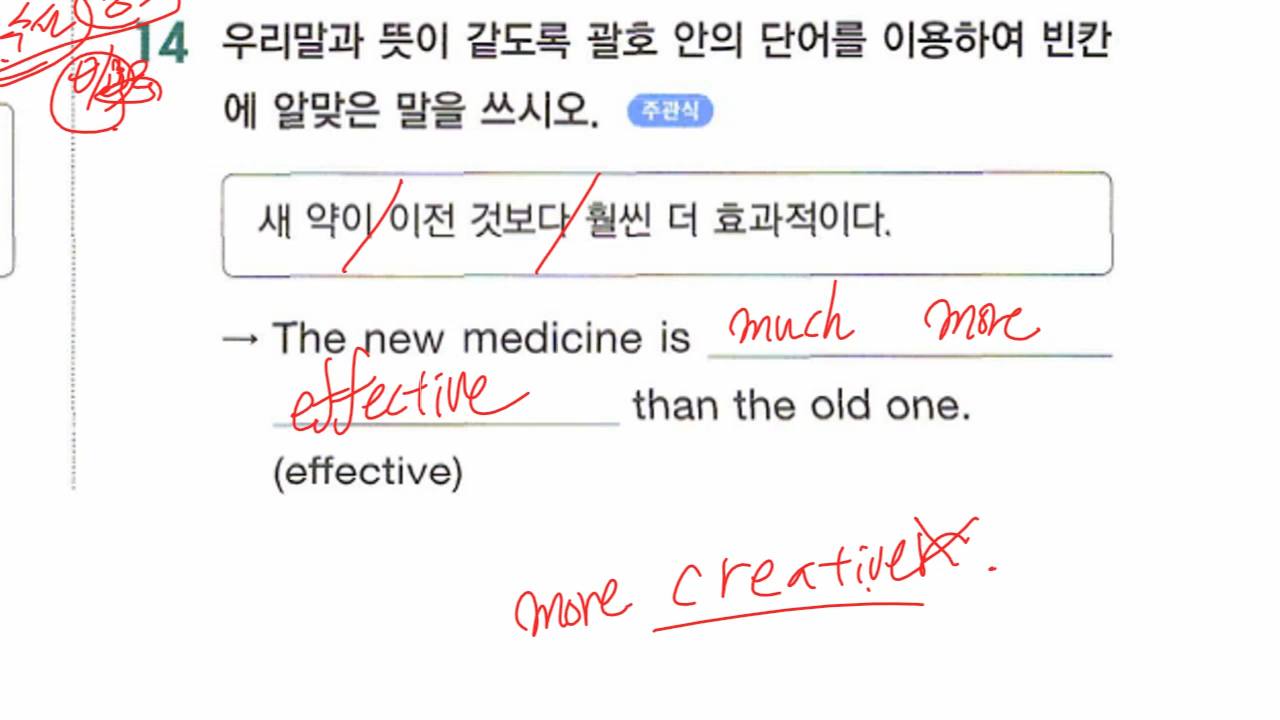 14 우리말과 뜻이 같도록 괄호 안의 단어를 이용하여 빈칸
에 알맞은 말을 쓰시오. 주관식
새 약이 이전 것보다 훨씬 더 효과적이다.
→ The new medicine is much more
effective than the old one.
(effective)
more creative.